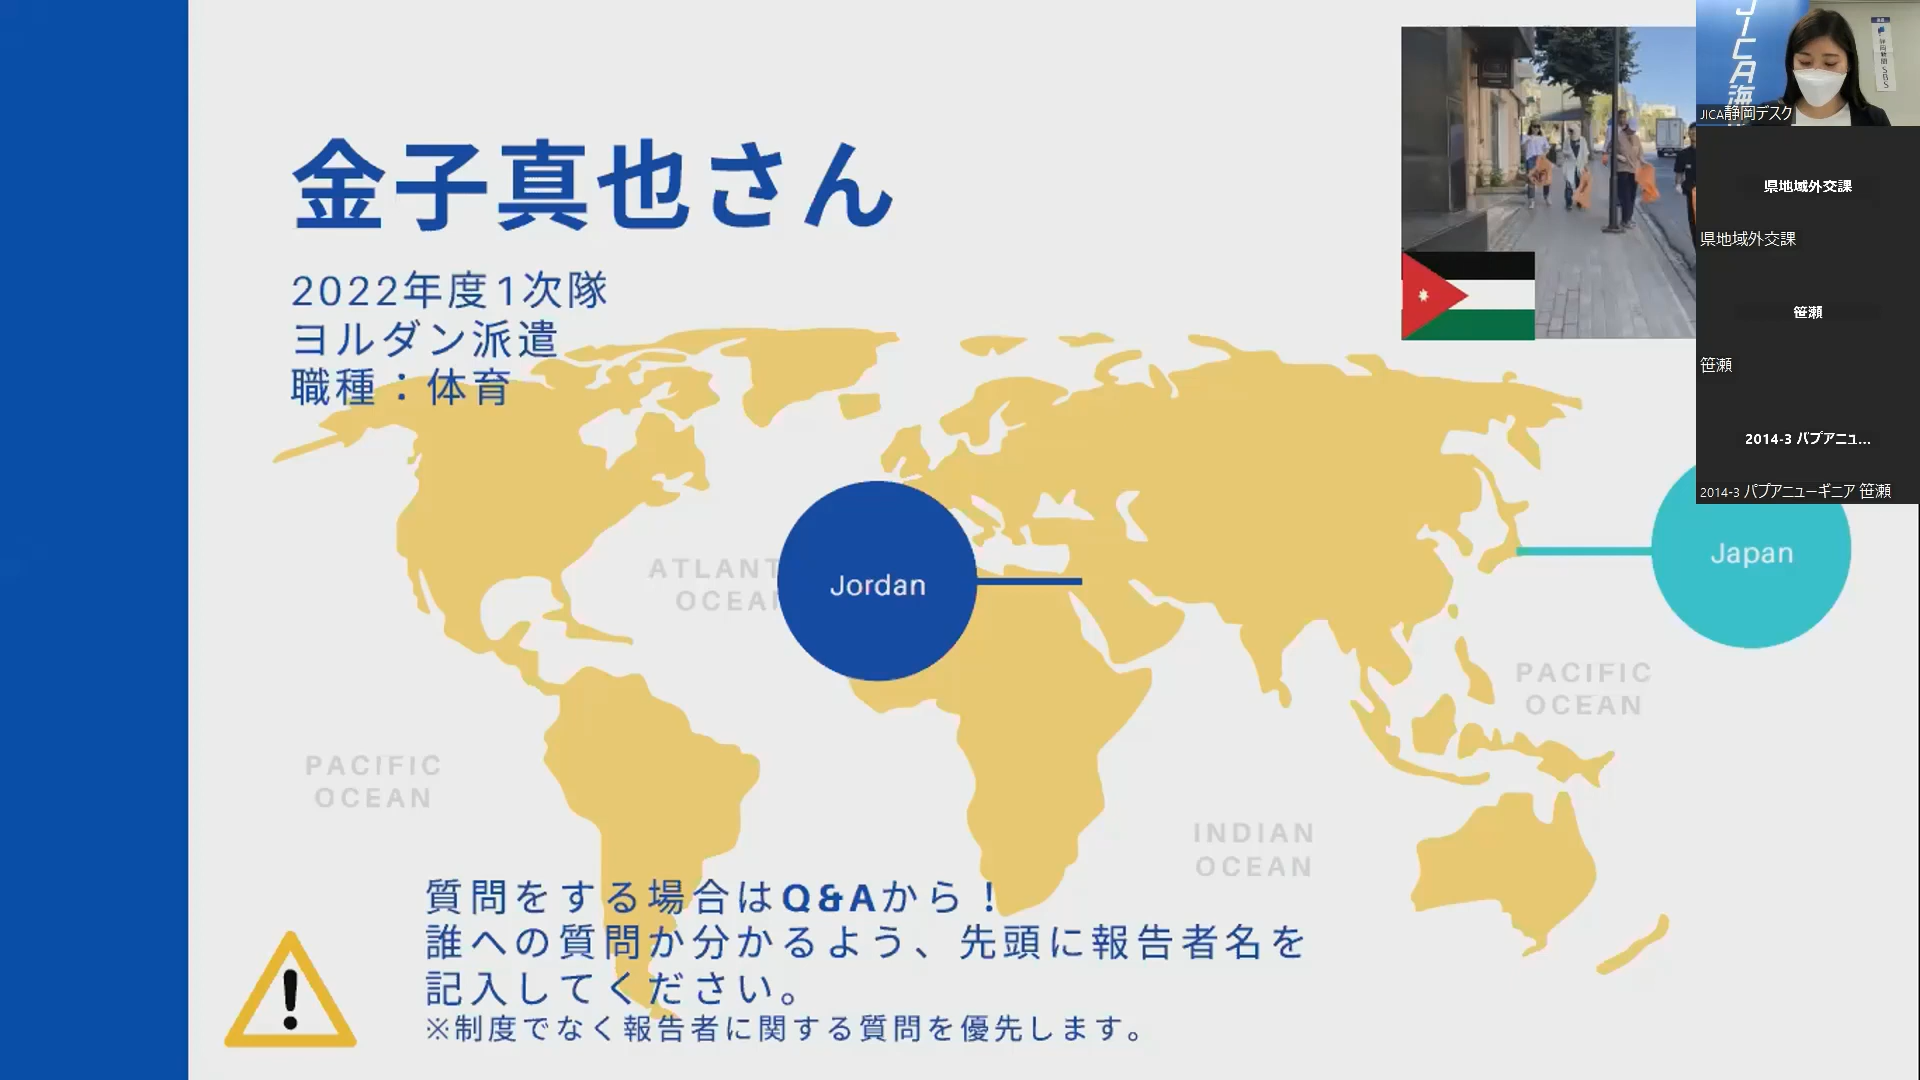 金子真也さん
2022年度1次隊
ヨルダン派遣
職種：体育
ATLANT
OCEA
Jordan
Japan
PACIFIC
OCEAN
PACIFIC
OCEAN
INDIAN
OCEAN
質問をする場合はQ&Aから！
誰への質問か分かるよう、先頭に報告者名を
記入してください。
※制度でなく報告者に関する質問を優先します。
JICA海
JICA静岡デスク
県地域外交課
県地域外交課
笹瀬
笹瀬
2014-3 パプアニュ...
2014-3 パプアニューギニア 笹瀬